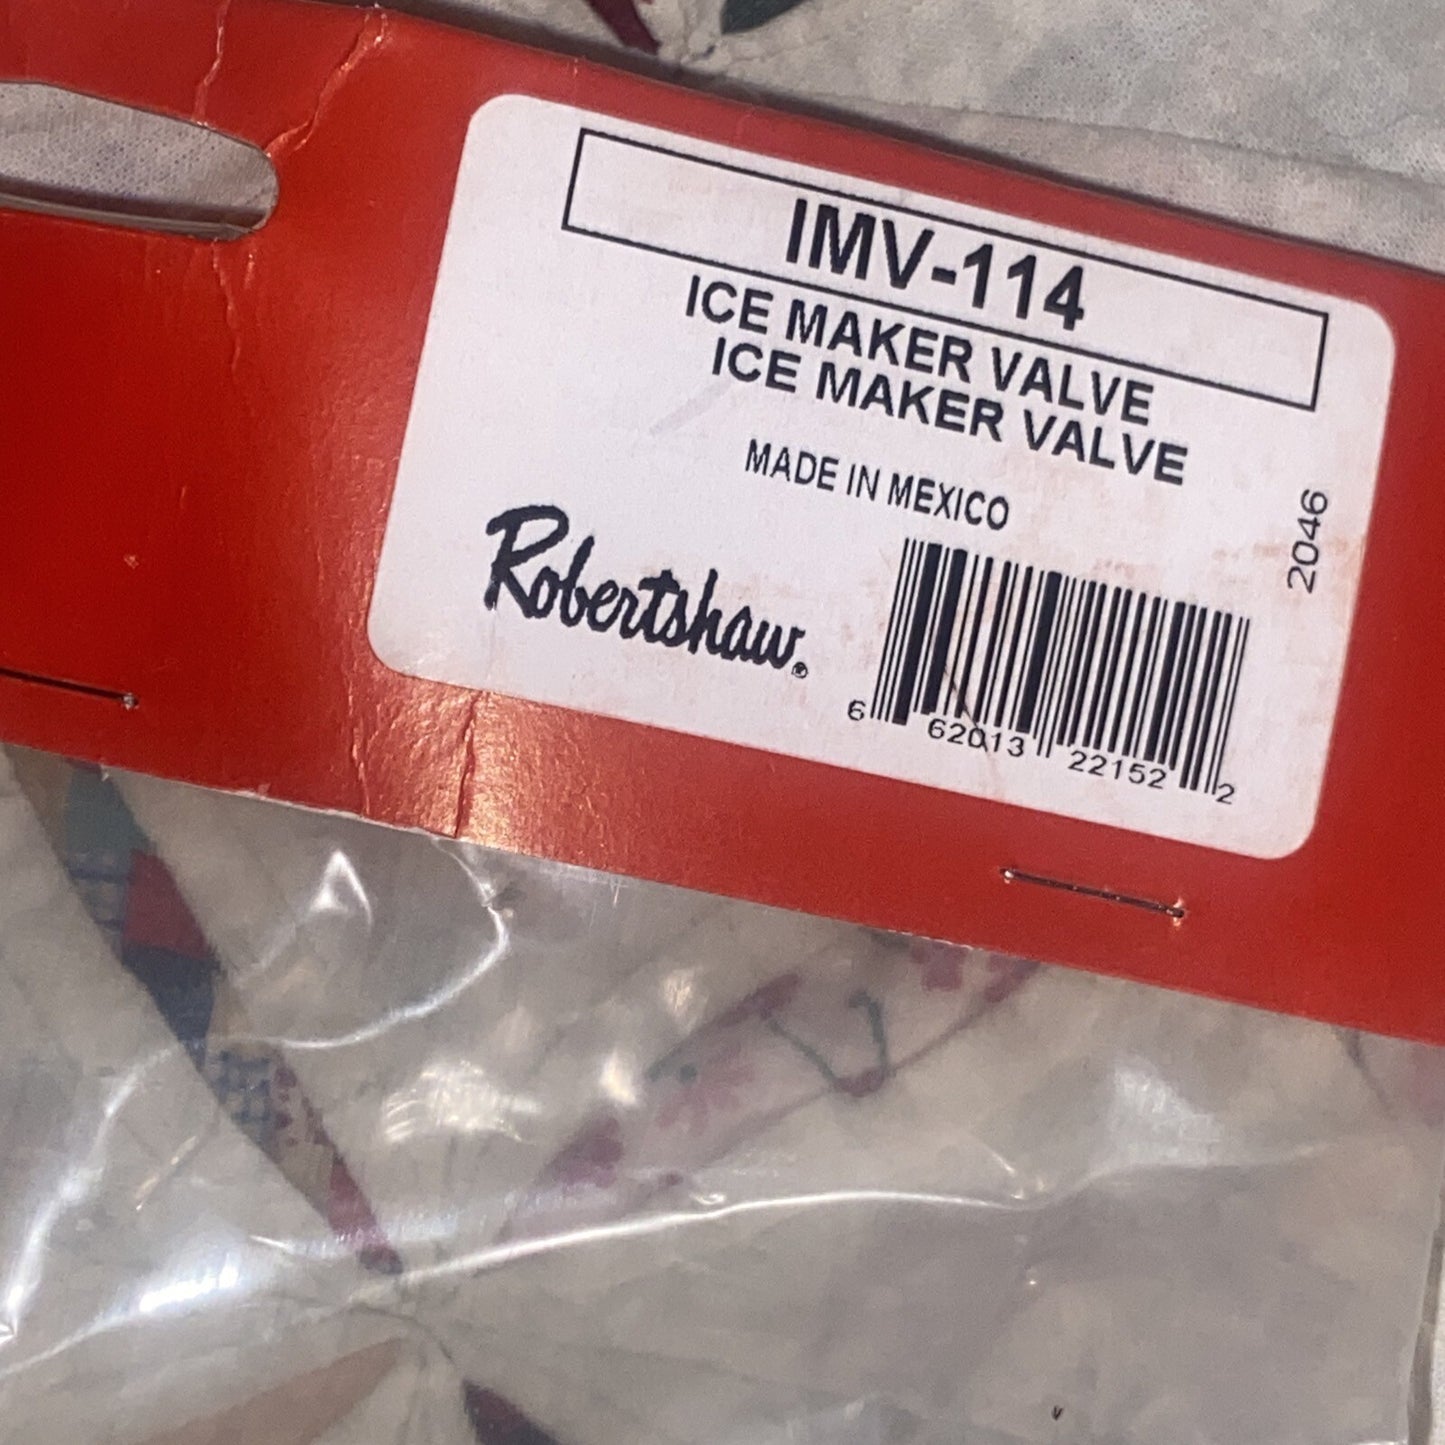 IMV-114
ICE MAKER VALVE
ICE MAKER VALVE
MADE IN MEXICO
2046
Robertshaw®
6 62013 22152 2